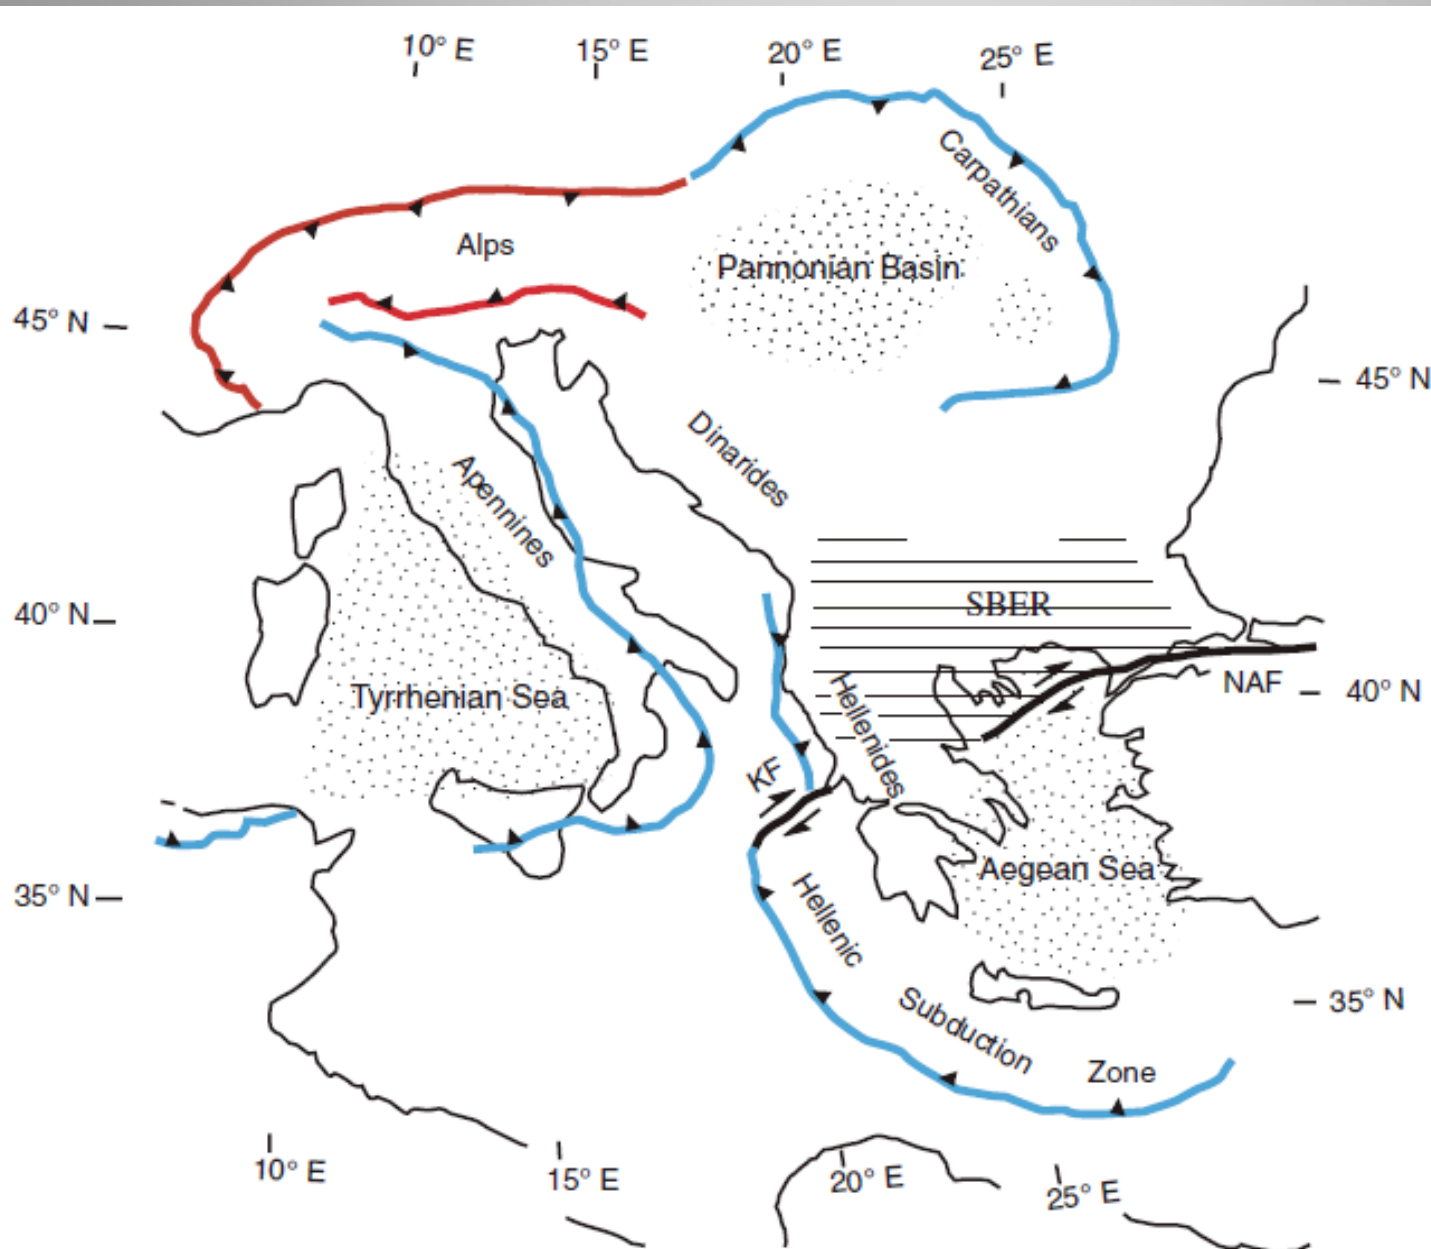 10° E
15° E
20° E
25° E
Carpathians
Alps
Pannonian Basin
45° N
45° N
Dinarides
Apennines
SBER
40° N
Tyrrhenian Sea
Hellenides
NAF
40° N
KF
Aegean Sea
35° N
Hellenic
Subduction
Zone
35° N
10° E
15° E
20° E
25° E